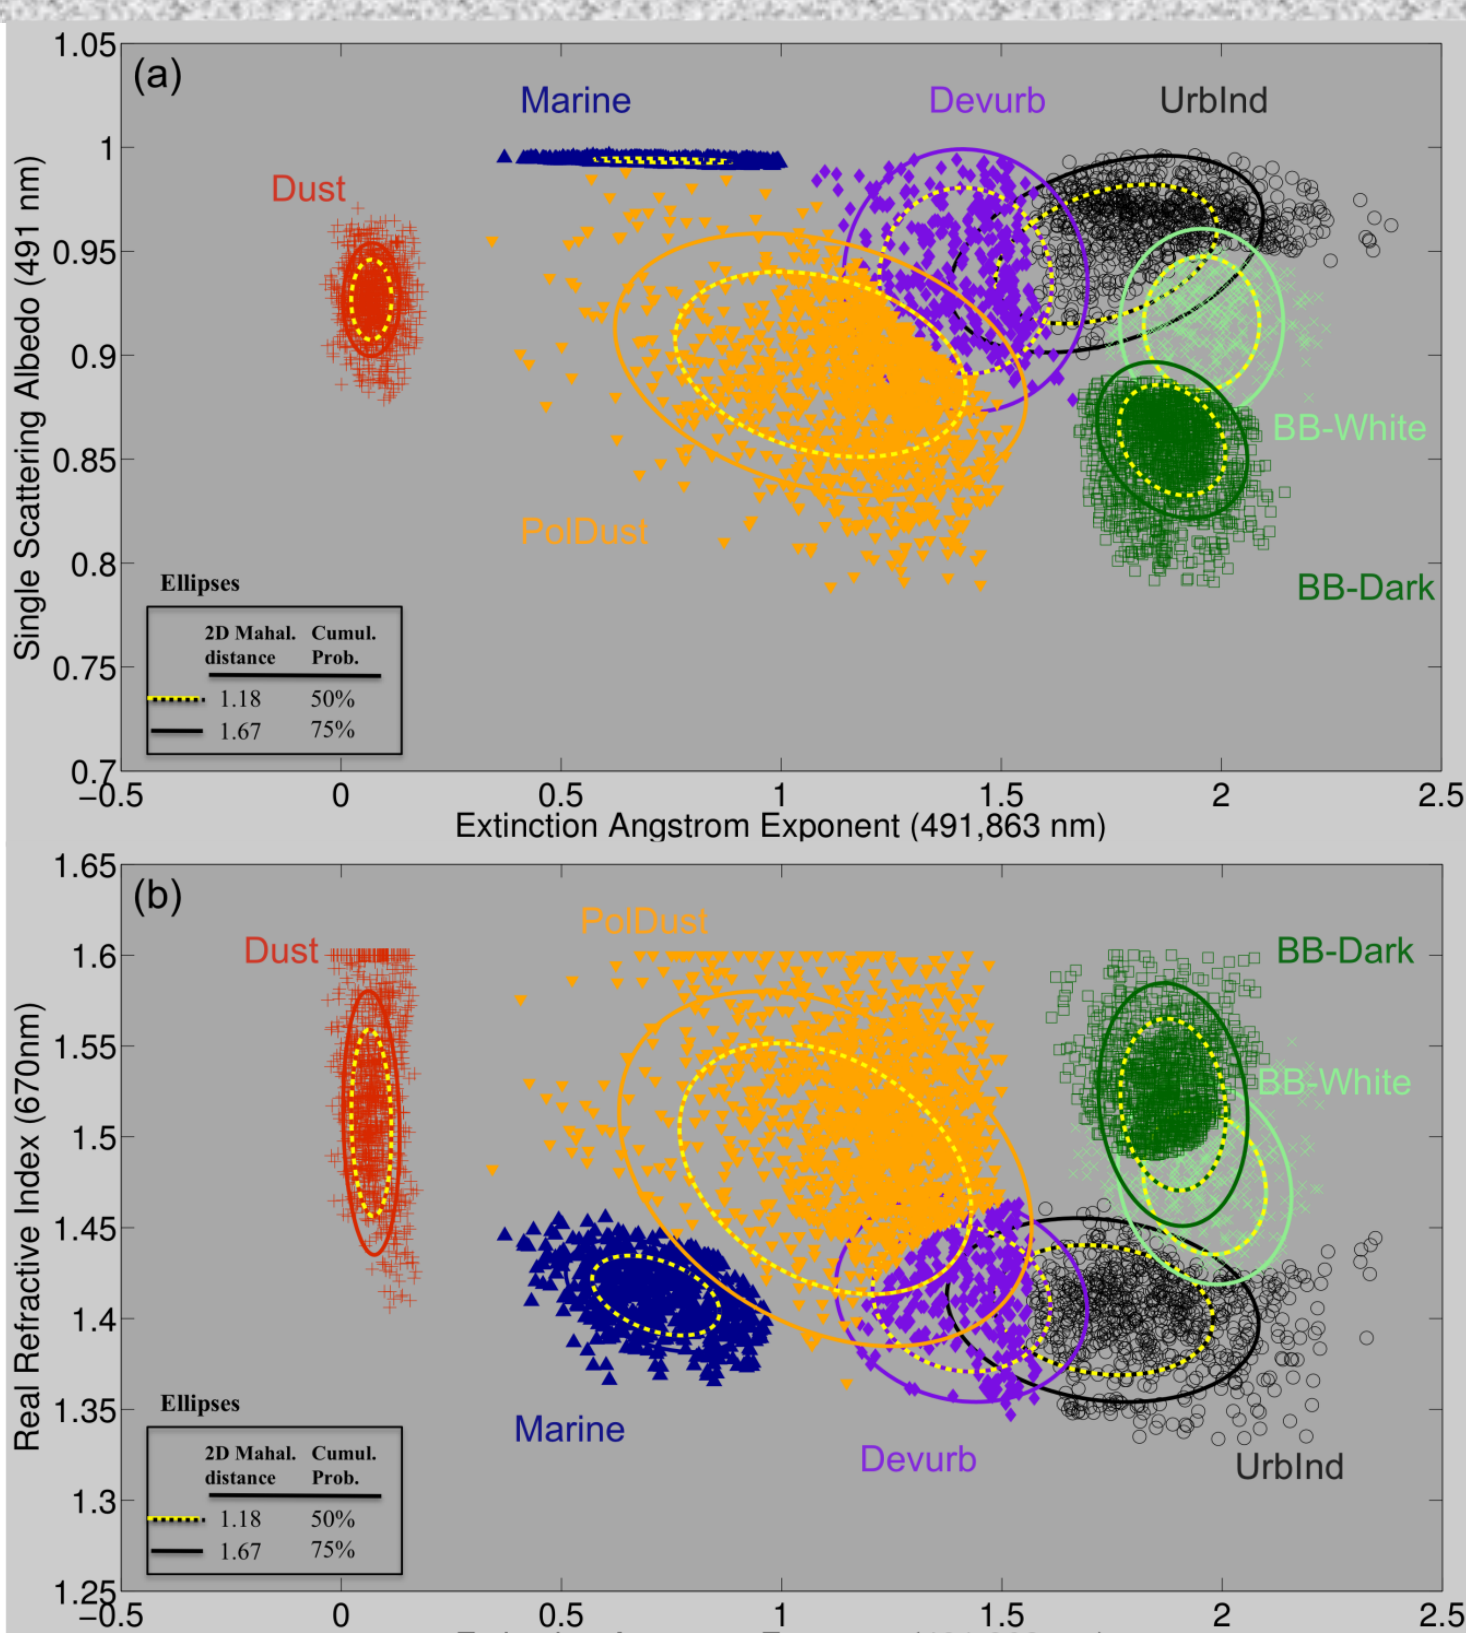 1.05
(a)
Marine
Devurb
UrbInd
1
Dust
0.95
0.9
0.85
BB-White
PolDust
0.8
BB-Dark
Ellipses
2D Mahal. Cumul.
distance Prob.
1.18 50%
1.67 75%
0.75
0.7
Single Scattering Albedo (491 nm)
−0.5 0 0.5 1 1.5 2 2.5
Extinction Angstrom Exponent (491,863 nm)
1.65
(b)
PolDust
Dust
BB-Dark
1.6
1.55
BB-White
1.5
1.45
1.4
Marine
Devurb
UrbInd
1.35
Ellipses
2D Mahal. Cumul.
distance Prob.
1.18 50%
1.67 75%
1.3
1.25
Real Refractive Index (670nm)
−0.5 0 0.5 1 1.5 2 2.5